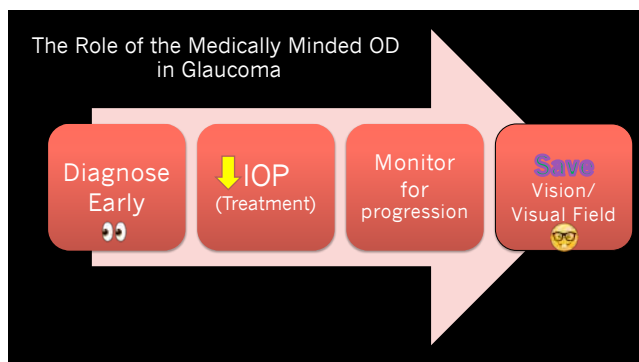 The Role of the Medically Minded OD
in Glaucoma
Diagnose
Early
IOP
(Treatment)
Monitor
for
progression
Save
Vision/
Visual Field